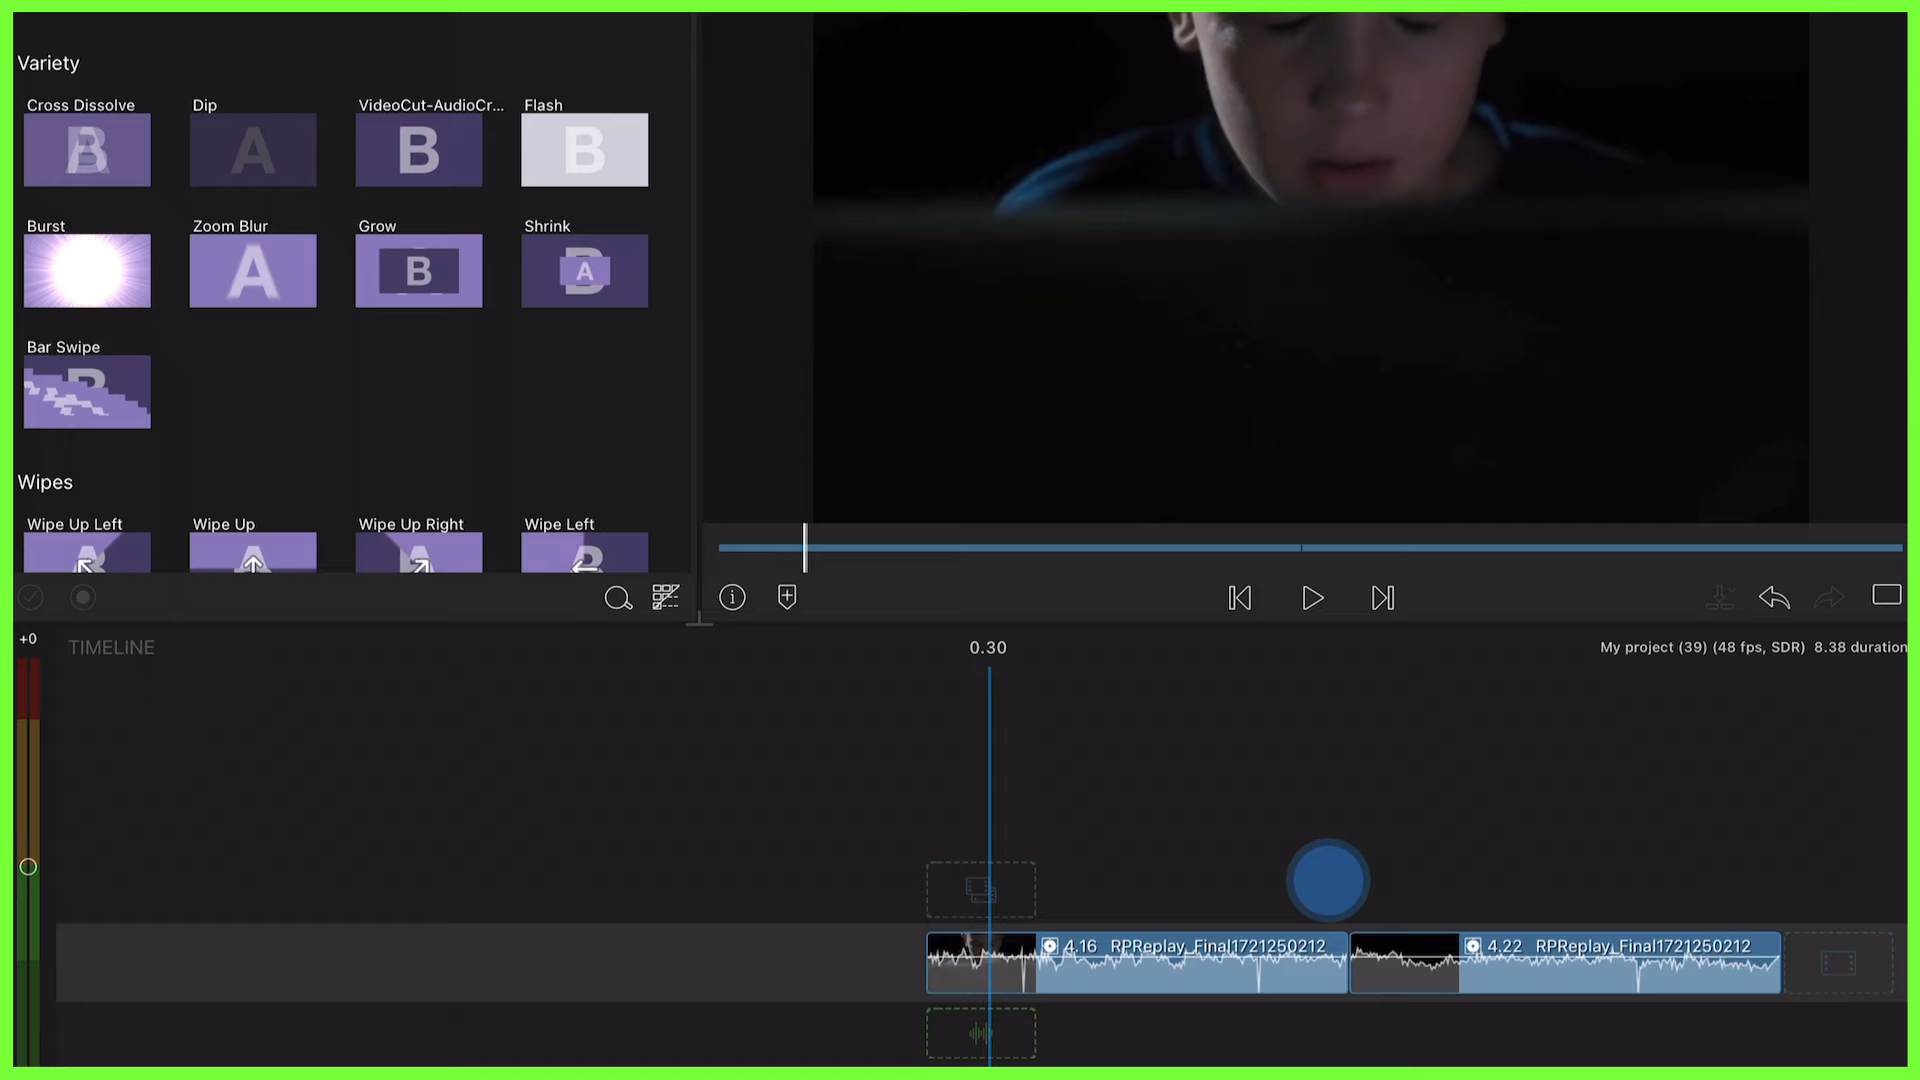 Variety
Cross Dissolve Dip VideoCut-AudioCr... Flash
B A B B
Burst Zoom Blur Grow Shrink
A B A
Bar Swipe
B
Wipes
Wipe Up Left Wipe Up Wipe Up Right Wipe Left
+0 TIMELINE 0.30 My project (39) (48 fps, SDR) 8.38 duration
4.16 RPReplay_Final1721250212 4.22 RPReplay_Final1721250212